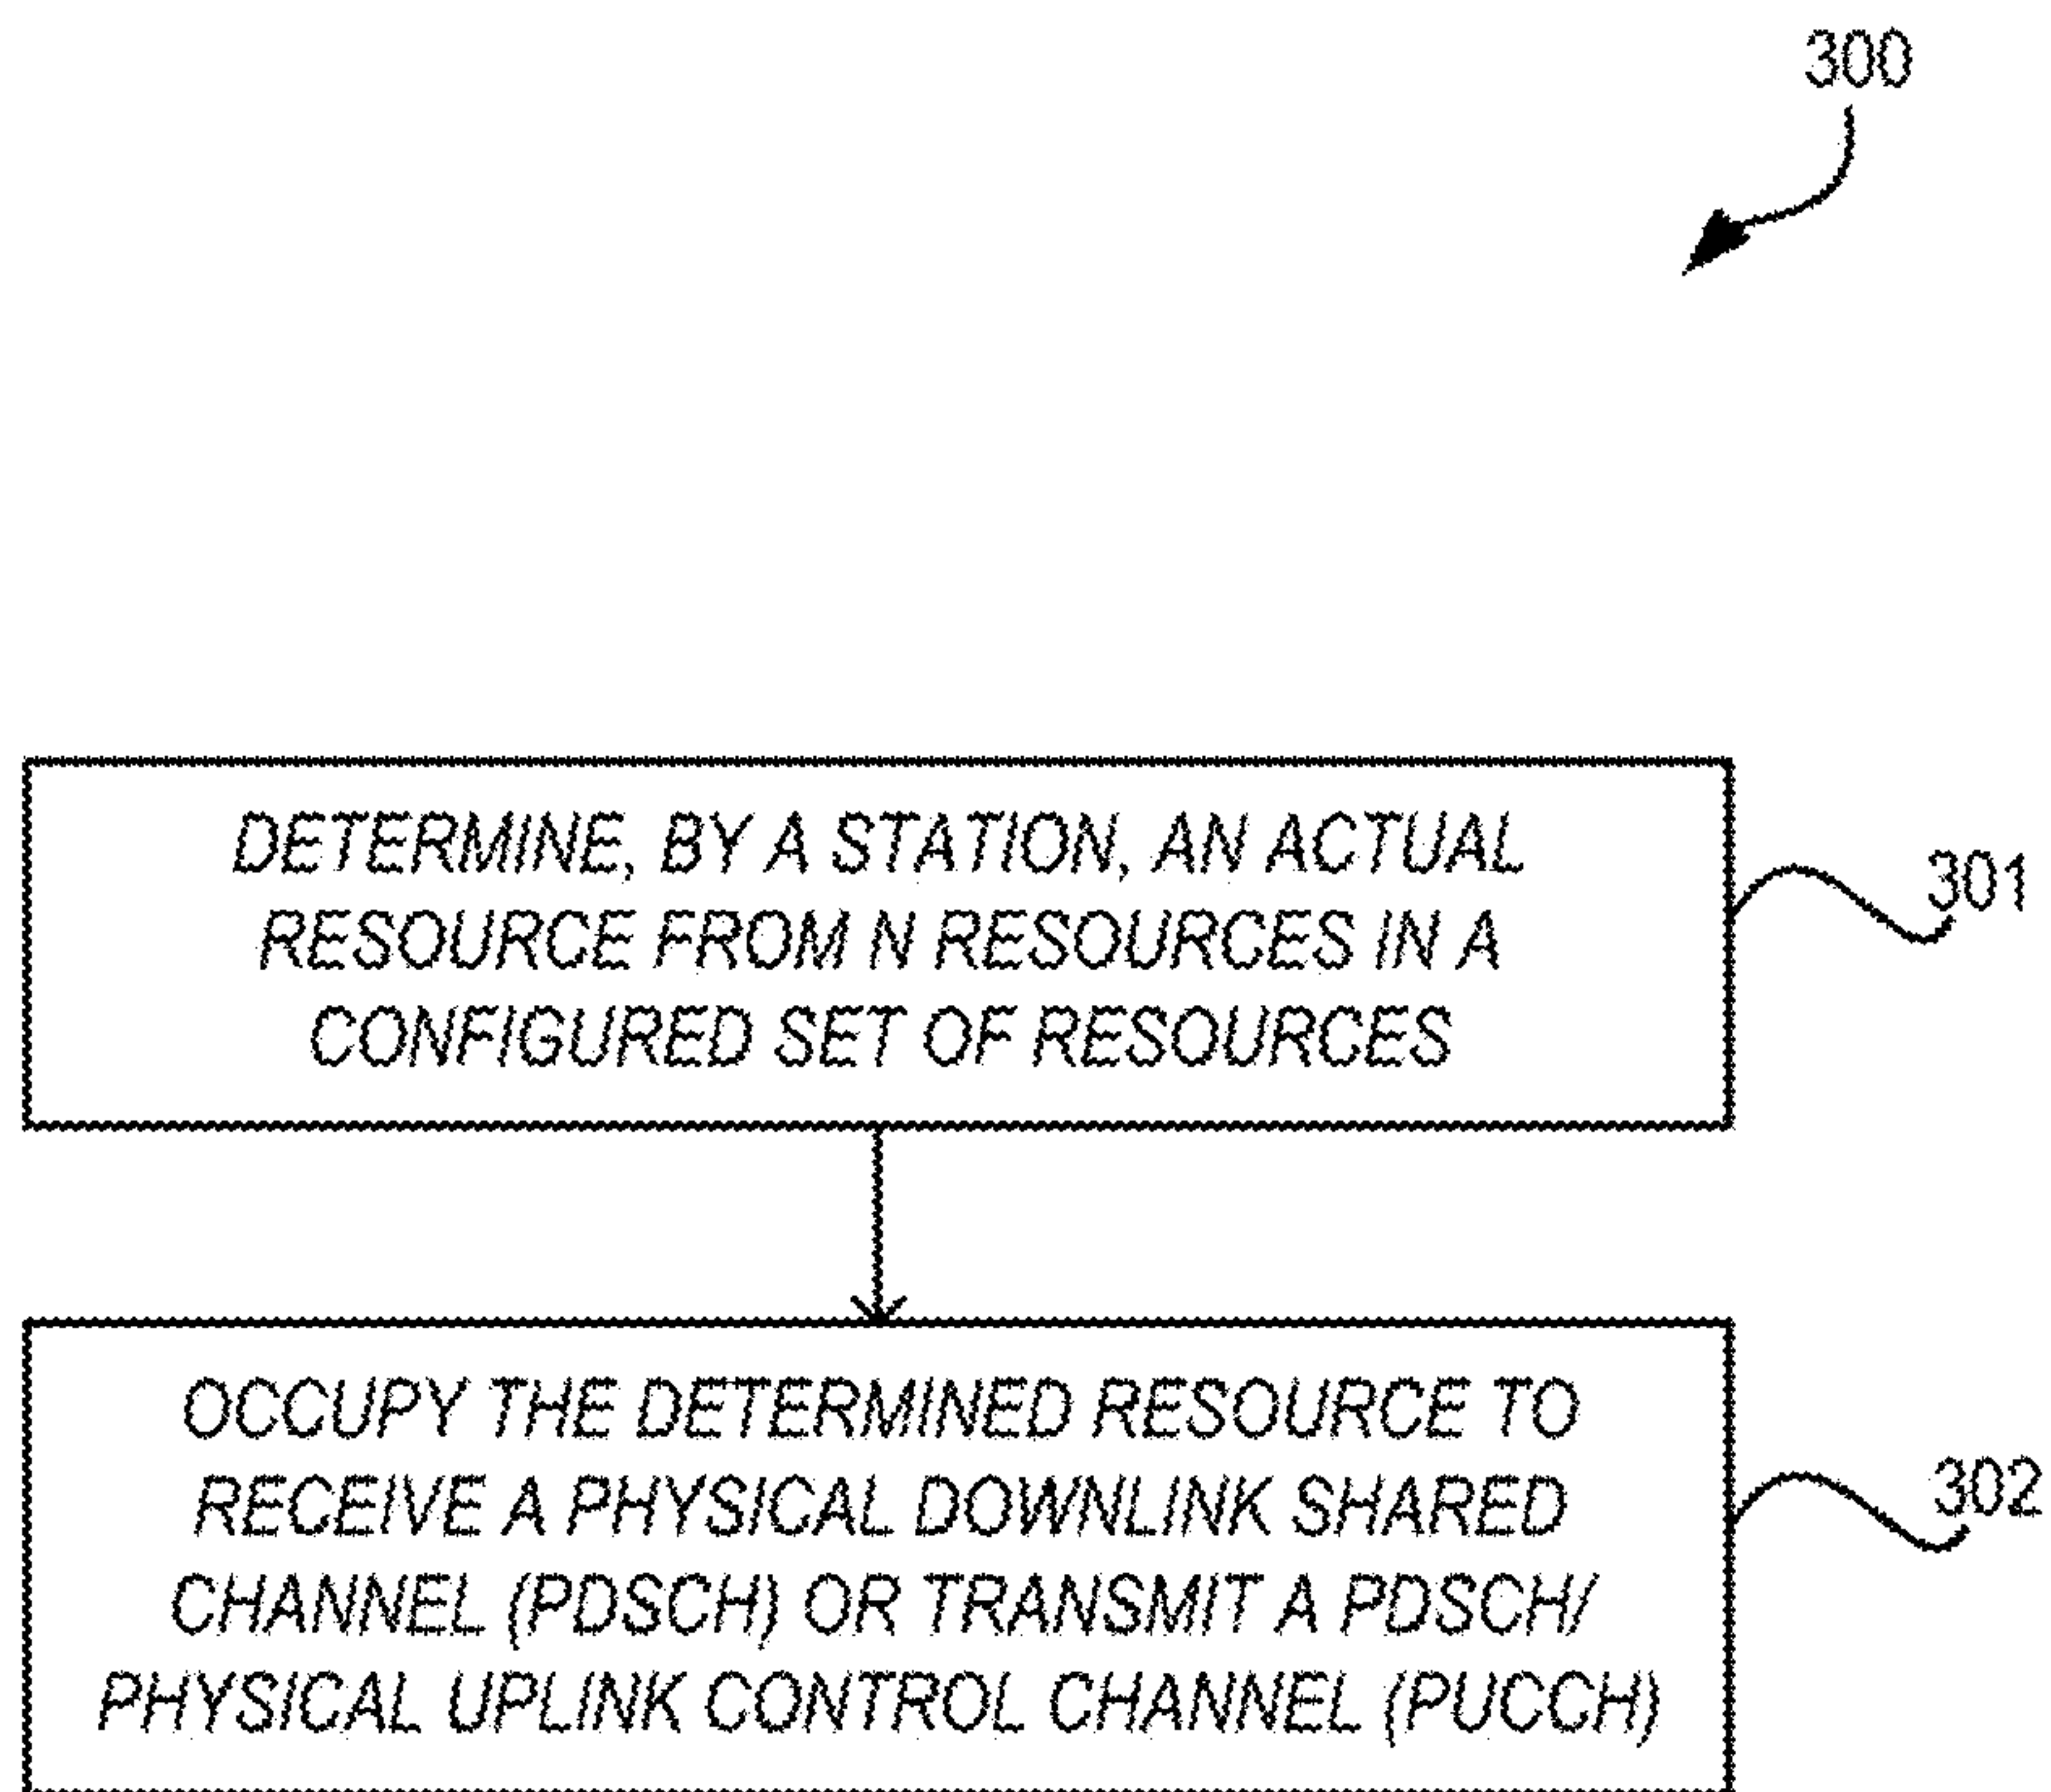 300
DETERMINE, BY A STATION, AN ACTUAL
RESOURCE FROM N RESOURCES IN A
CONFIGURED SET OF RESOURCES
301
OCCUPY THE DETERMINED RESOURCE TO
RECEIVE A PHYSICAL DOWNLINK SHARED
CHANNEL (PDSCH) OR TRANSMIT A PDSCH/
PHYSICAL UPLINK CONTROL CHANNEL (PUCCH)
302